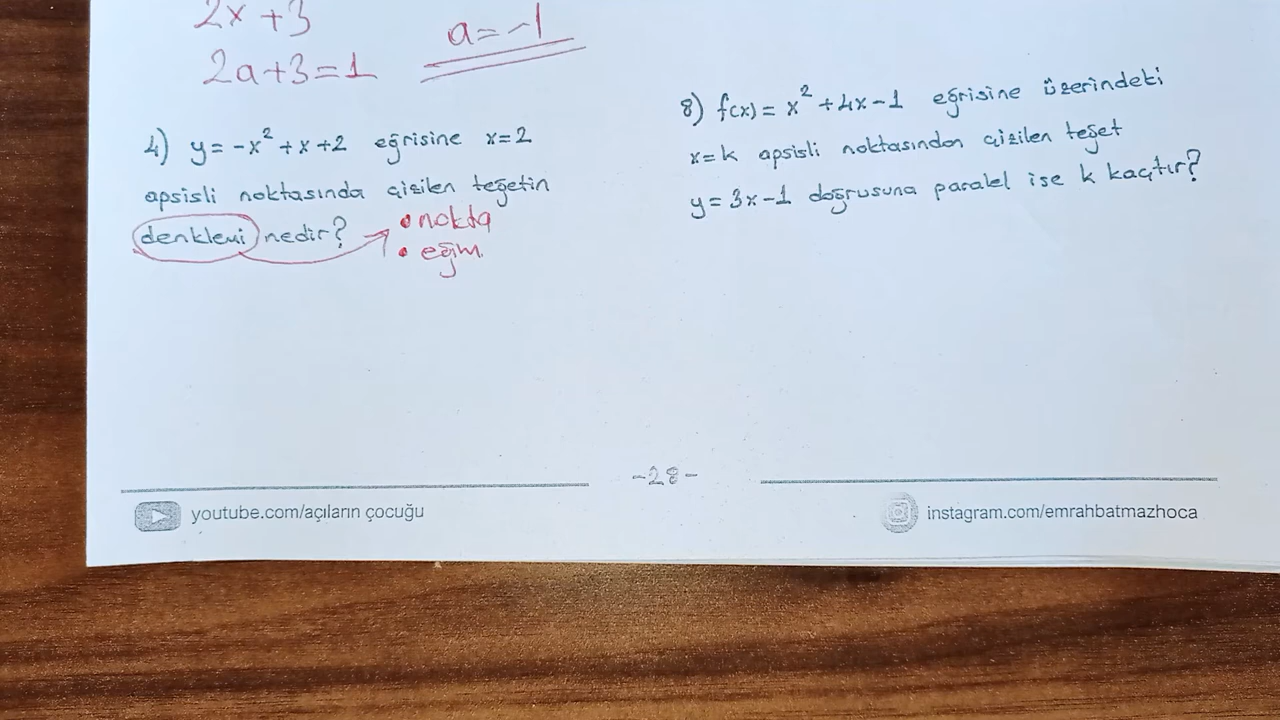 2x+3
2a+3=1
a=-1
4) y=-x²+x+2 eğrisine x=2
apsisli noktasında çizilen teğetin
denklemi nedir?
• nokta
• eğim
8) f(x)=x²+4x-1 eğrisine üzerindeki
x=k apsisli noktasından çizilen teğet
y=3x-1 doğrusuna paralel ise k kaçtır?
-28-
youtube.com/açıların çocuğu
instagram.com/emrahbatmazhoca